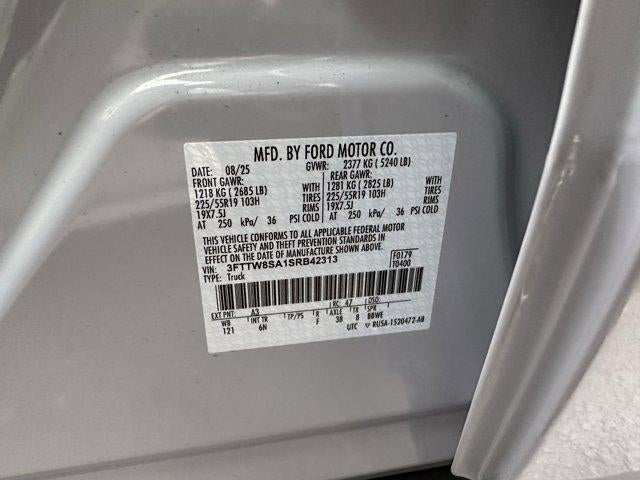 MFD. BY FORD MOTOR CO.
DATE: 08/25 GVWR: 2377 KG ( 5240 LB)
FRONT GAWR: REAR GAWR:
1218 KG ( 2685 LB) WITH 1281 KG ( 2825 LB) WITH
225/55R19 103H TIRES 225/55R19 103H TIRES
19X7.5J RIMS 19X7.5J RIMS
AT 250 kPa/ 36 PSI COLD AT 250 kPa/ 36 PSI COLD
THIS VEHICLE CONFORMS TO ALL APPLICABLE FEDERAL MOTOR
VEHICLE SAFETY AND THEFT PREVENTION STANDARDS IN
EFFECT ON THE DATE OF MANUFACTURE SHOWN ABOVE.
VIN: 3FTTW8SA1SRB42313 F0179
TYPE: Truck T0400
EXT PNT: A3 RC: 47 DSO:
WB INT TR TP/PS R AXLE TR SPR
121 6N F 38 8 BBWE
UTC RUSA-1520472-AB